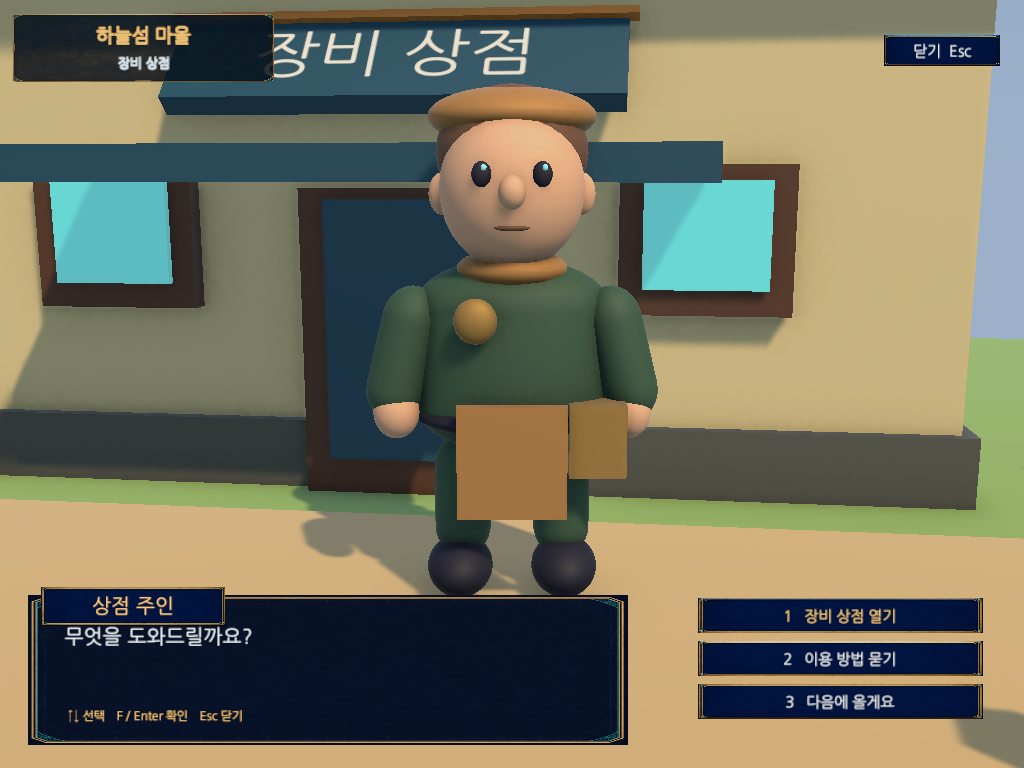 하늘섬 마을
장비 상점
장비 상점
닫기 Esc
상점 주인
무엇을 도와드릴까요?
↑↓ 선택 F / Enter 확인 Esc 닫기
1 장비 상점 열기
2 이용 방법 묻기
3 다음에 올게요